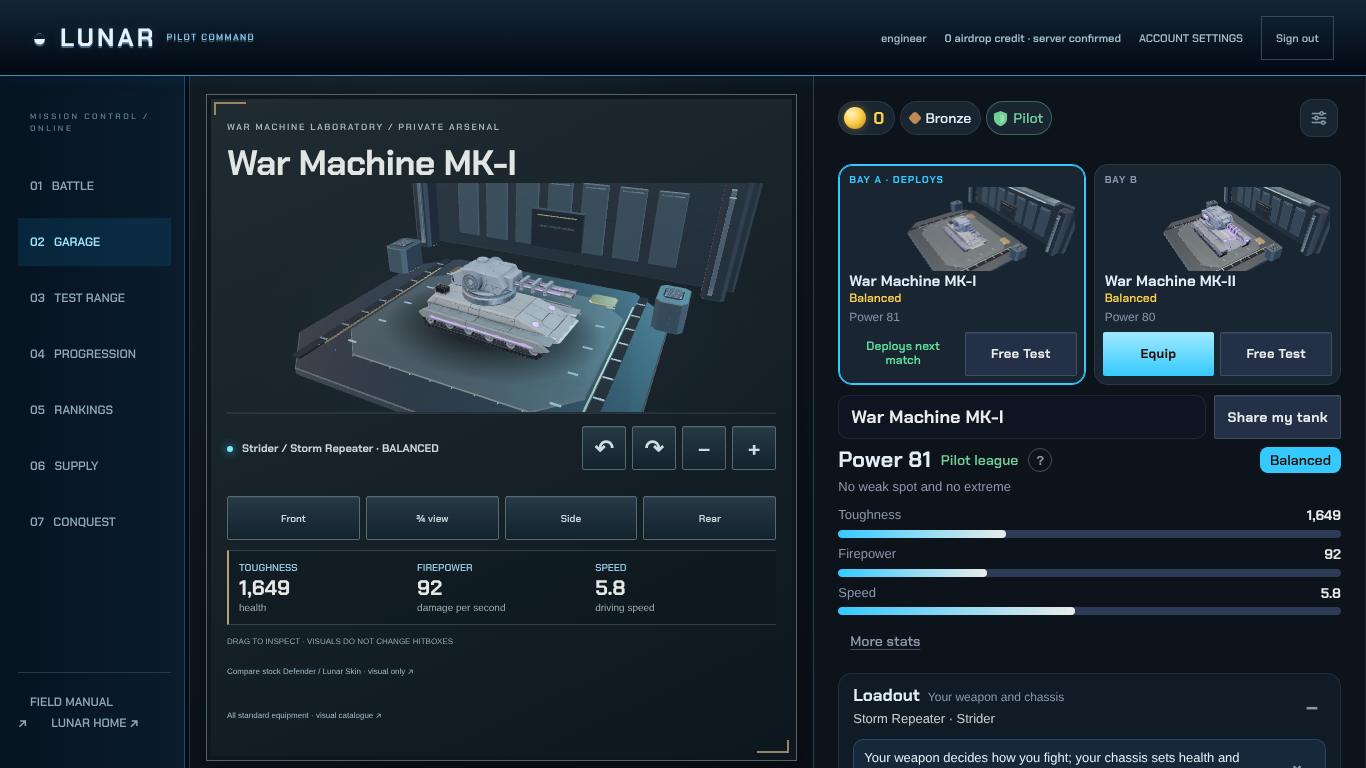 LUNAR PILOT COMMAND
engineer 0 airdrop credit · server confirmed ACCOUNT SETTINGS Sign out
MISSION CONTROL /
ONLINE
01 BATTLE
02 GARAGE
03 TEST RANGE
04 PROGRESSION
05 RANKINGS
06 SUPPLY
07 CONQUEST
FIELD MANUAL
↗ LUNAR HOME ↗
WAR MACHINE LABORATORY / PRIVATE ARSENAL
War Machine MK-I
Strider / Storm Repeater · BALANCED
↶ ↷ − +
Front ¾ view Side Rear
TOUGHNESS FIREPOWER SPEED
1,649 92 5.8
health damage per second driving speed
DRAG TO INSPECT · VISUALS DO NOT CHANGE HITBOXES
Compare stock Defender / Lunar Skin · visual only ↗
All standard equipment · visual catalogue ↗
0 Bronze Pilot
BAY A · DEPLOYS
War Machine MK-I
Balanced
Power 81
Deploys next
match
Free Test
BAY B
War Machine MK-II
Balanced
Power 80
Equip Free Test
War Machine MK-I Share my tank
Power 81 Pilot league ? Balanced
No weak spot and no extreme
Toughness 1,649
Firepower 92
Speed 5.8
More stats
Loadout Your weapon and chassis −
Storm Repeater · Strider
Your weapon decides how you fight; your chassis sets health and